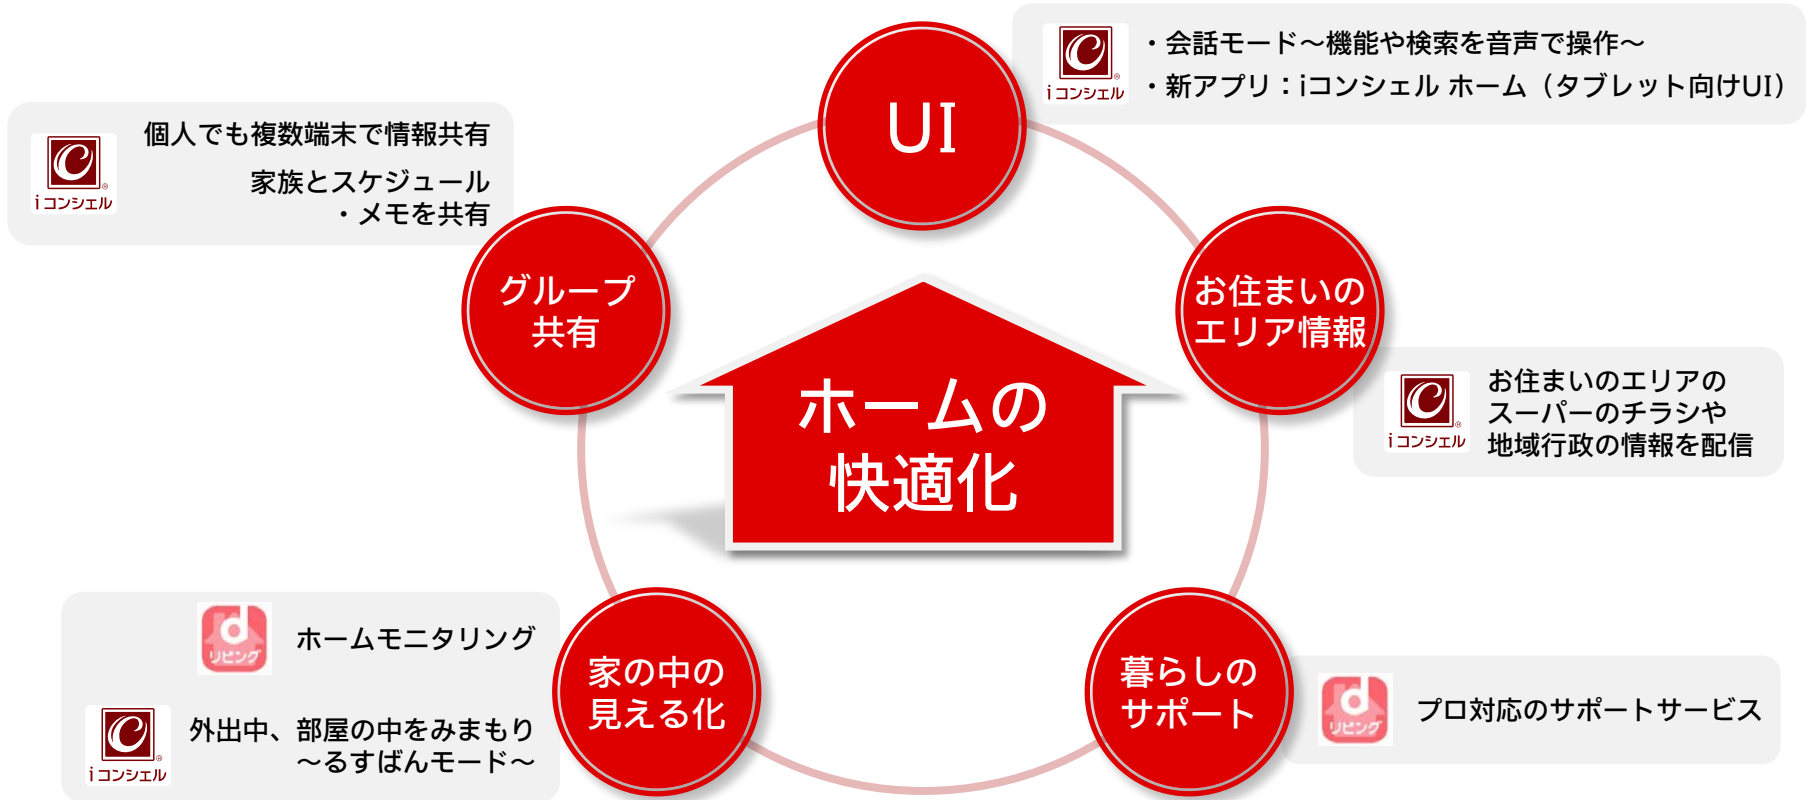 UI
iコンシェル
・会話モード～機能や検索を音声で操作～
・新アプリ：iコンシェル ホーム（タブレット向けUI）
iコンシェル
個人でも複数端末で情報共有
家族とスケジュール
・メモを共有
グループ
共有
お住まいの
エリア情報
iコンシェル
お住まいのエリアの
スーパーのチラシや
地域行政の情報を配信
ホームの
快適化
d
リビング
ホームモニタリング
iコンシェル
外出中、部屋の中をみまもり
～るすばんモード～
家の中の
見える化
暮らしの
サポート
d
リビング
プロ対応のサポートサービス